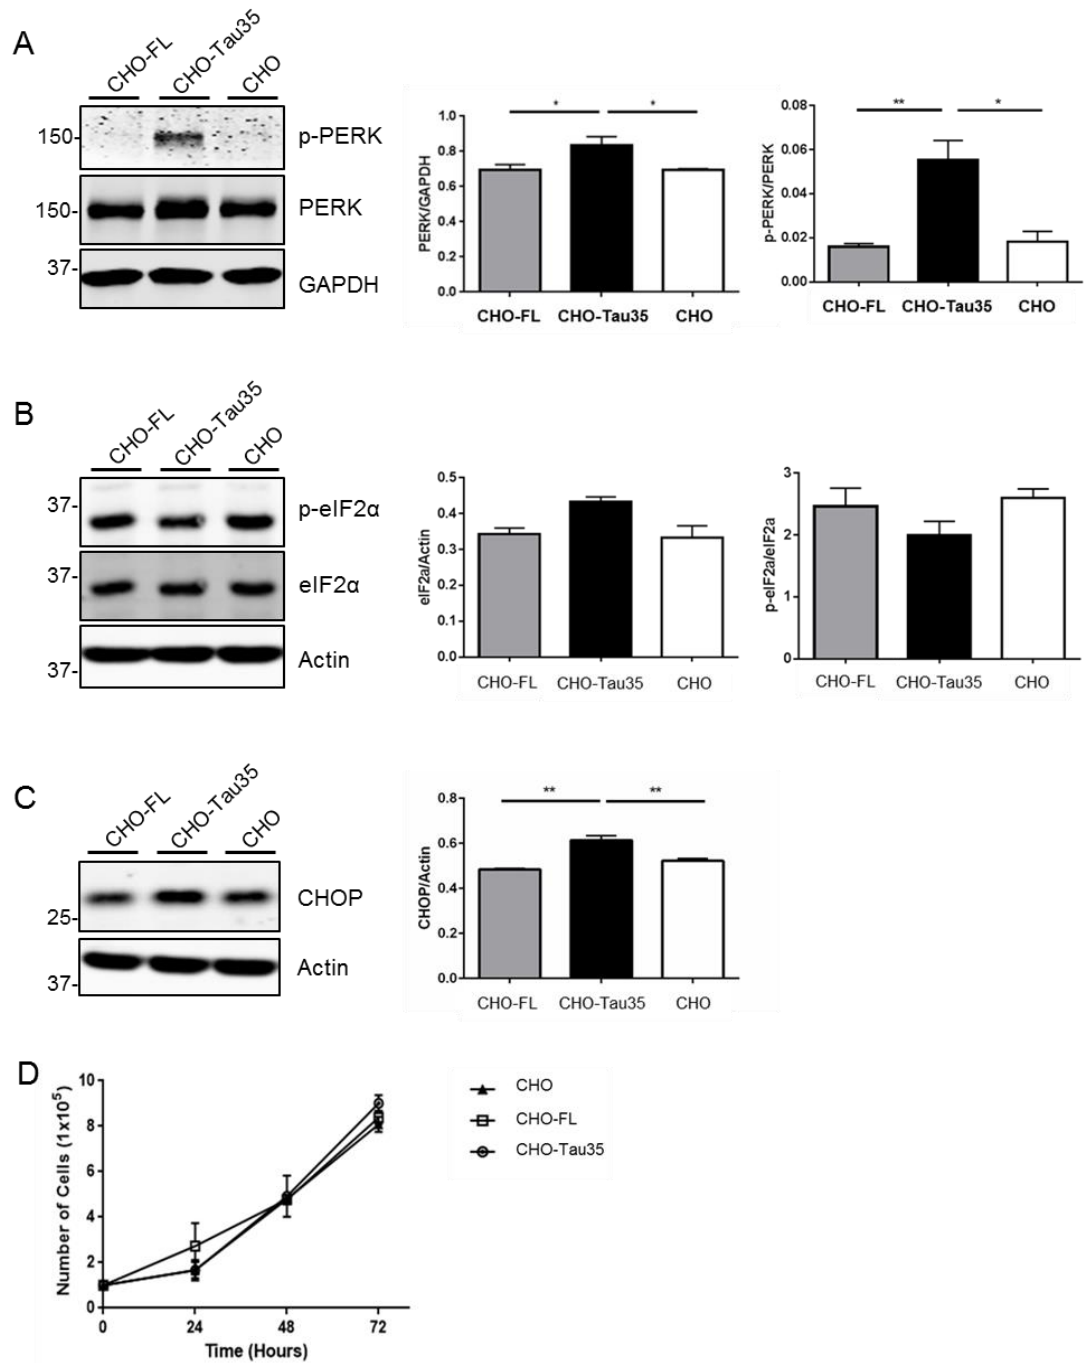 A
CHO-FL
CHO-Tau35
CHO
150-
p-PERK
150-
PERK
37-
GAPDH
PERK/GAPDH
1.0
0.8
0.6
0.4
0.2
0.0
*
*
CHO-FL CHO-Tau35 CHO
p-PERK/PERK
0.08
0.06
0.04
0.02
0.00
**
*
CHO-FL CHO-Tau35 CHO
B
CHO-FL
CHO-Tau35
CHO
37-
p-eIF2α
37-
eIF2α
37-
Actin
eIF2a/Actin
0.5
0.4
0.3
0.2
0.1
0.0
CHO-FL CHO-Tau35 CHO
p-eIF2a/eIF2a
3
2
1
0
CHO-FL CHO-Tau35 CHO
C
CHO-FL
CHO-Tau35
CHO
CHOP
25-
Actin
37-
CHOP/Actin
0.8
0.6
0.4
0.2
0.0
**
**
CHO-FL CHO-Tau35 CHO
D
Number of Cells (1x10⁵)
10
8
6
4
2
0
0 24 48 72
Time (Hours)
CHO
CHO-FL
CHO-Tau35